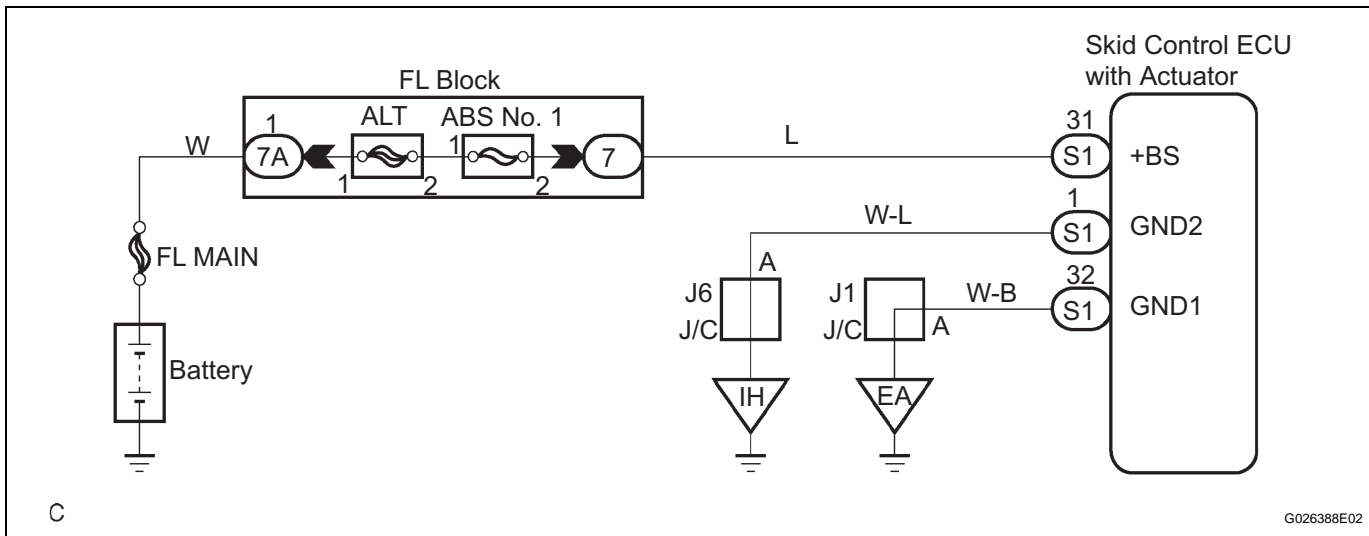 Skid Control ECU
with Actuator
FL Block
1
ALT
ABS No. 1
31
W
7A
1
2
1
2
7
L
S1
+BS
1
W-L
S1
GND2
FL MAIN
A
32
J6
J/C
J1
J/C
W-B
A
S1
GND1
Battery
IH
EA
C
G026388E02